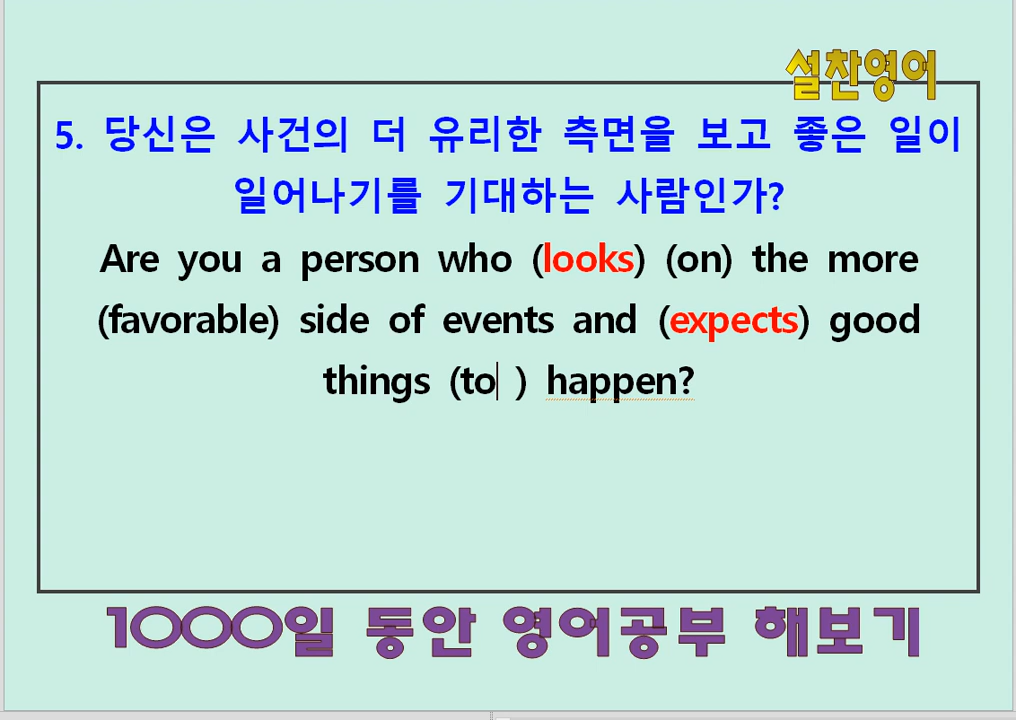 설찬영어
5. 당신은 사건의 더 유리한 측면을 보고 좋은 일이
일어나기를 기대하는 사람인가?
Are you a person who (looks) (on) the more
(favorable) side of events and (expects) good
things (to ) happen?
1000일 동안 영어공부 해보기